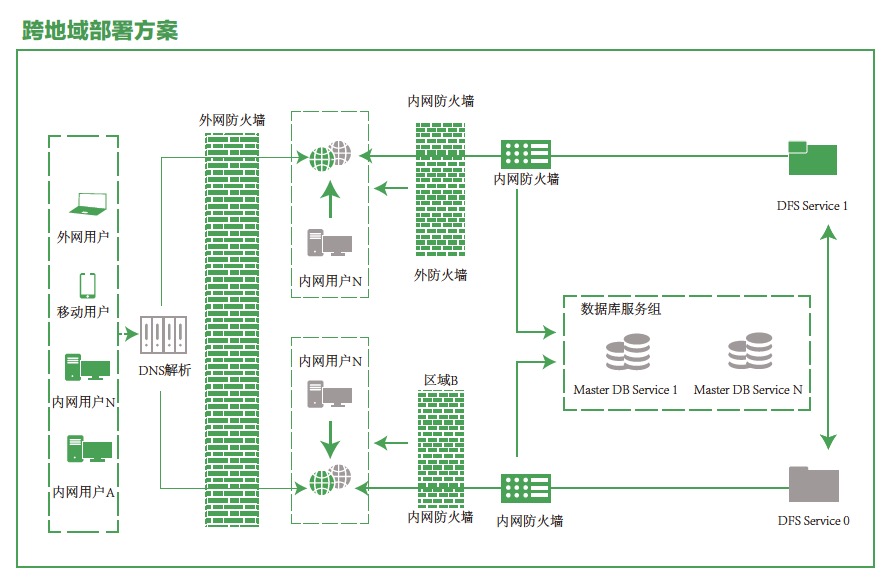 跨地域部署方案
外网用户
移动用户
内网用户N
内网用户A
DNS解析
外网防火墙
内网用户N
内网用户N
内网防火墙
外防火墙
区域B
内网防火墙
内网防火墙
内网防火墙
数据库服务组
Master DB Service 1
Master DB Service N
DFS Service 1
DFS Service 0